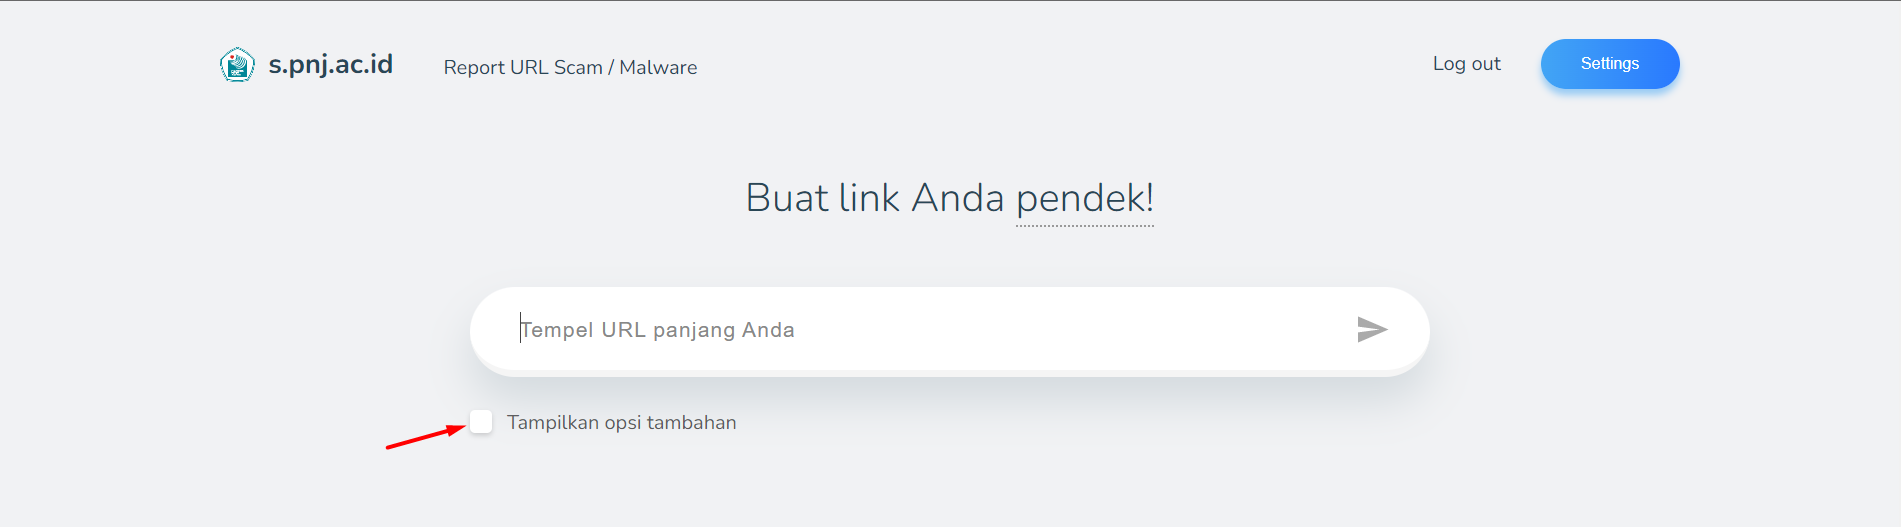 s.pnj.ac.id
Report URL Scam / Malware
Log out
Settings
Buat link Anda pendek!
Tempel URL panjang Anda
Tampilkan opsi tambahan